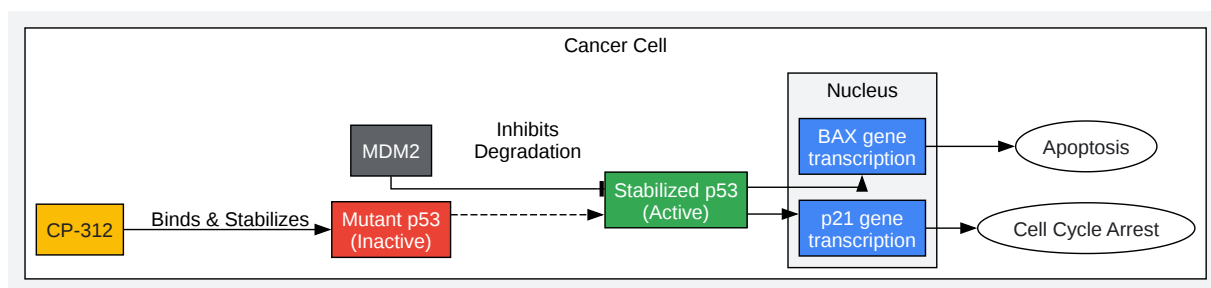 Cancer Cell
Nucleus
MDM2
Inhibits
Degradation
BAX gene
transcription
Apoptosis
CP-312
Binds & Stabilizes
Mutant p53
(Inactive)
Stabilized p53
(Active)
p21 gene
transcription
Cell Cycle Arrest